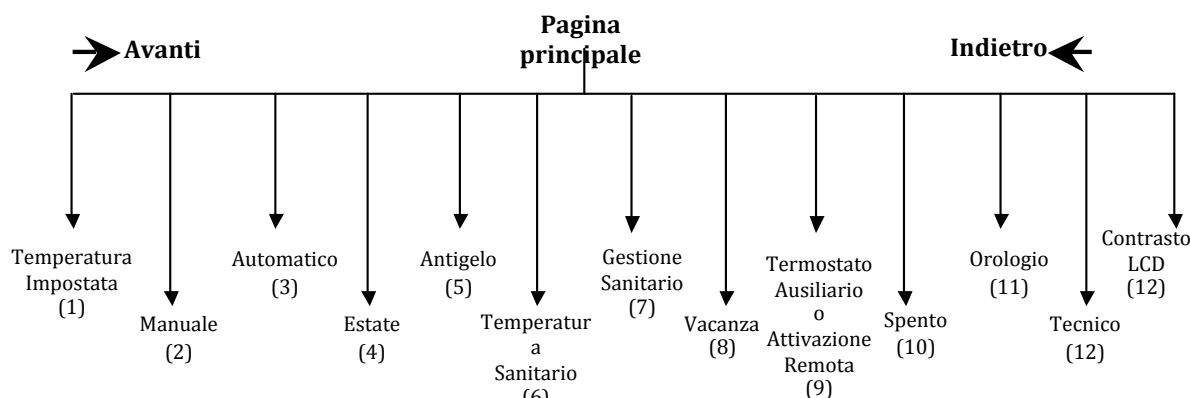 Avanti
Pagina
principale
Indietro
Temperatura
Impostata
(1)
Manuale
(2)
Automatico
(3)
Estate
(4)
Antigelo
(5)
Temperatur
a
Sanitario
(6)
Gestione
Sanitario
(7)
Vacanza
(8)
Termostato
Ausiliario
o
Attivazione
Remota
(9)
Spento
(10)
Orologio
(11)
Tecnico
(12)
Contrasto
LCD
(12)